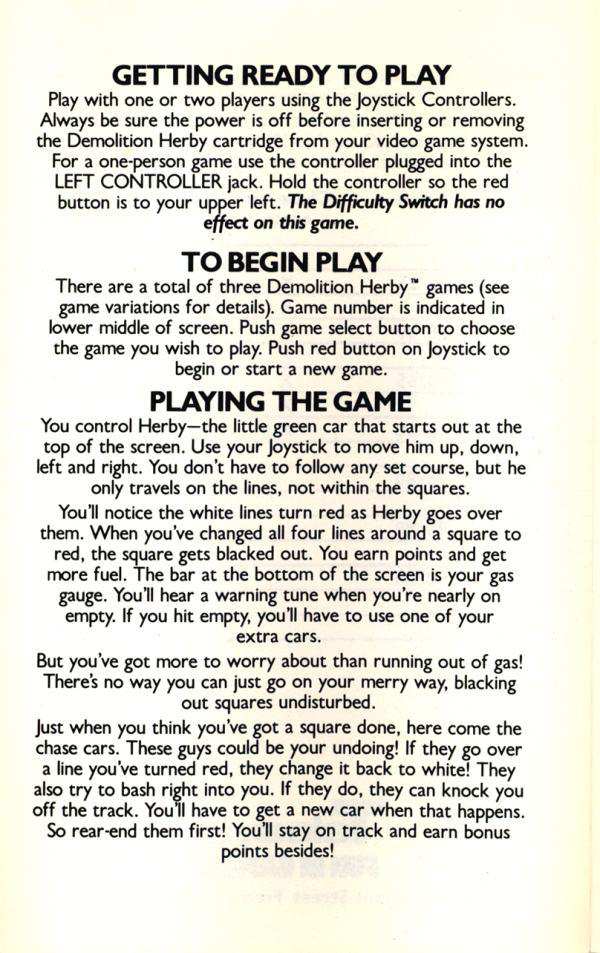 GETTING READY TO PLAY
Play with one or two players using the Joystick Controllers.
Always be sure the power is off before inserting or removing
the Demolition Herby cartridge from your video game system.
For a one-person game use the controller plugged into the
LEFT CONTROLLER jack. Hold the controller so the red
button is to your upper left. The Difficulty Switch has no
effect on this game.
TO BEGIN PLAY
There are a total of three Demolition Herby™ games (see
game variations for details). Game number is indicated in
lower middle of screen. Push game select button to choose
the game you wish to play. Push red button on Joystick to
begin or start a new game.
PLAYING THE GAME
You control Herby—the little green car that starts out at the
top of the screen. Use your Joystick to move him up, down,
left and right. You don't have to follow any set course, but he
only travels on the lines, not within the squares.
You'll notice the white lines turn red as Herby goes over
them. When you've changed all four lines around a square to
red, the square gets blacked out. You earn points and get
more fuel. The bar at the bottom of the screen is your gas
gauge. You'll hear a warning tune when you're nearly on
empty. If you hit empty, you'll have to use one of your
extra cars.
But you've got more to worry about than running out of gas!
There's no way you can just go on your merry way, blacking
out squares undisturbed.
Just when you think you've got a square done, here come the
chase cars. These guys could be your undoing! If they go over
a line you've turned red, they change it back to white! They
also try to bash right into you. If they do, they can knock you
off the track. You'll have to get a new car when that happens.
So rear-end them first! You'll stay on track and earn bonus
points besides!